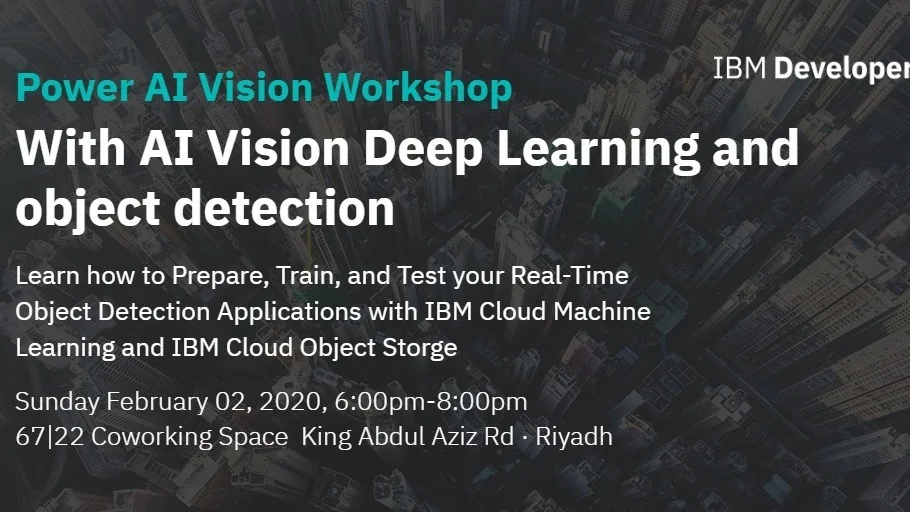 IBM Developer
Power AI Vision Workshop
With AI Vision Deep Learning and
object detection
Learn how to Prepare, Train, and Test your Real-Time
Object Detection Applications with IBM Cloud Machine
Learning and IBM Cloud Object Storge
Sunday February 02, 2020, 6:00pm-8:00pm
67|22 Coworking Space King Abdul Aziz Rd · Riyadh